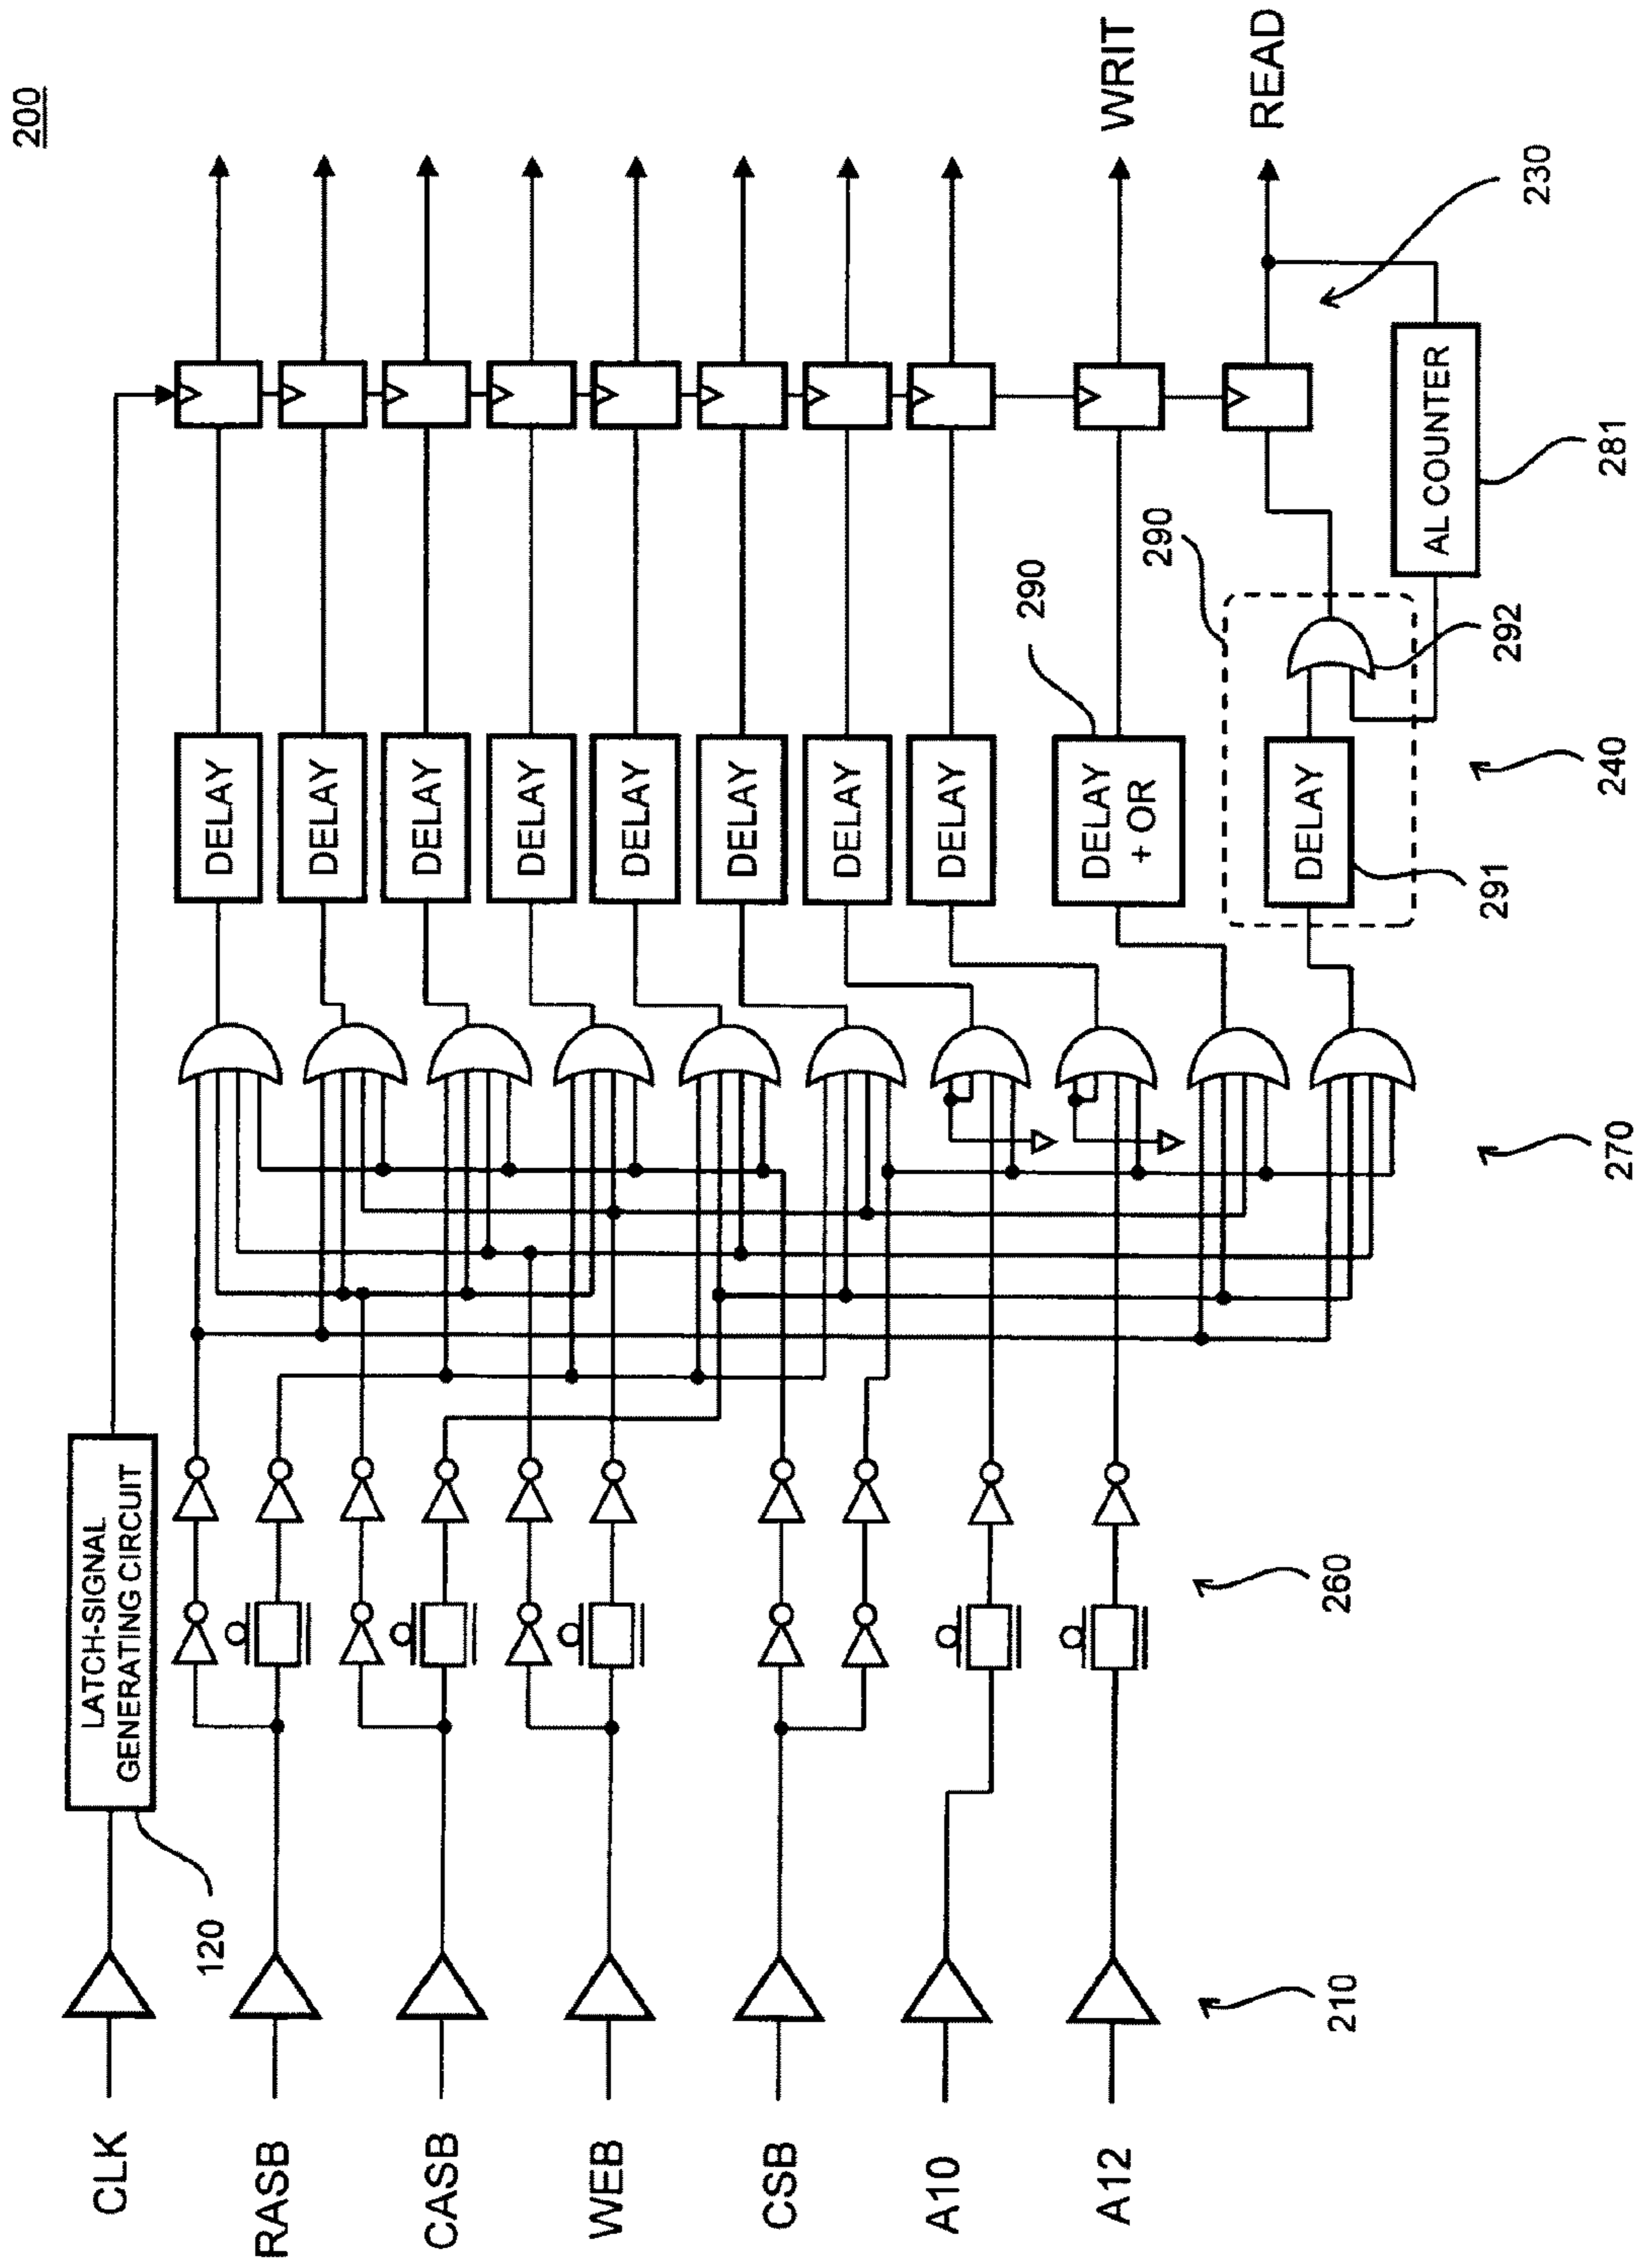 200
CLK
RASB
CASB
WEB
CSB
A10
A12
210
LATCH-SIGNAL
GENERATING CIRCUIT
120
260
270
DELAY
DELAY
DELAY
DELAY
DELAY
DELAY
DELAY
DELAY
DELAY
+ OR
290
DELAY
291
290
292
240
AL COUNTER
281
230
WRIT
READ